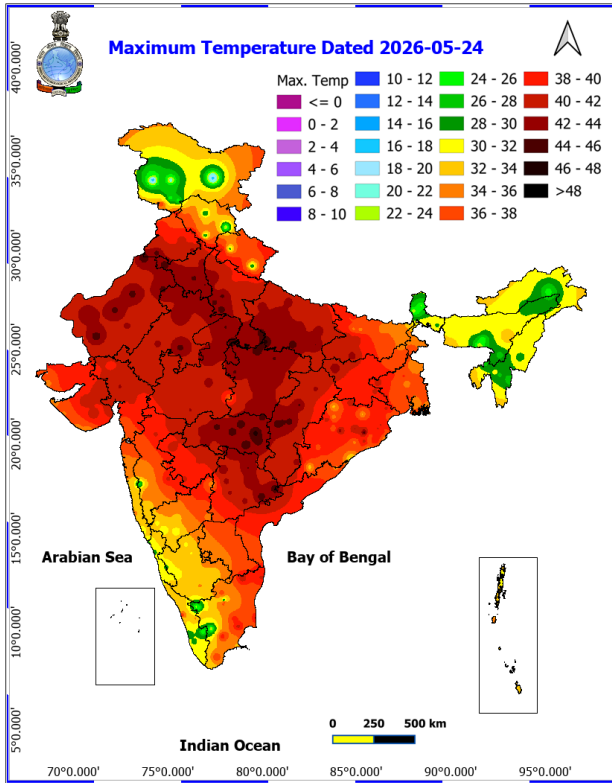 Maximum Temperature Dated 2026-05-24
Max. Temp
<= 0
0 - 2
2 - 4
4 - 6
6 - 8
8 - 10
10 - 12
12 - 14
14 - 16
16 - 18
18 - 20
20 - 22
22 - 24
24 - 26
26 - 28
28 - 30
30 - 32
32 - 34
34 - 36
36 - 38
38 - 40
40 - 42
42 - 44
44 - 46
46 - 48
>48
40°0.000'
35°0.000'
30°0.000'
25°0.000'
20°0.000'
15°0.000'
10°0.000'
5°0.000'
Arabian Sea
Bay of Bengal
Indian Ocean
0 250 500 km
70°0.000' 75°0.000' 80°0.000' 85°0.000' 90°0.000' 95°0.000'